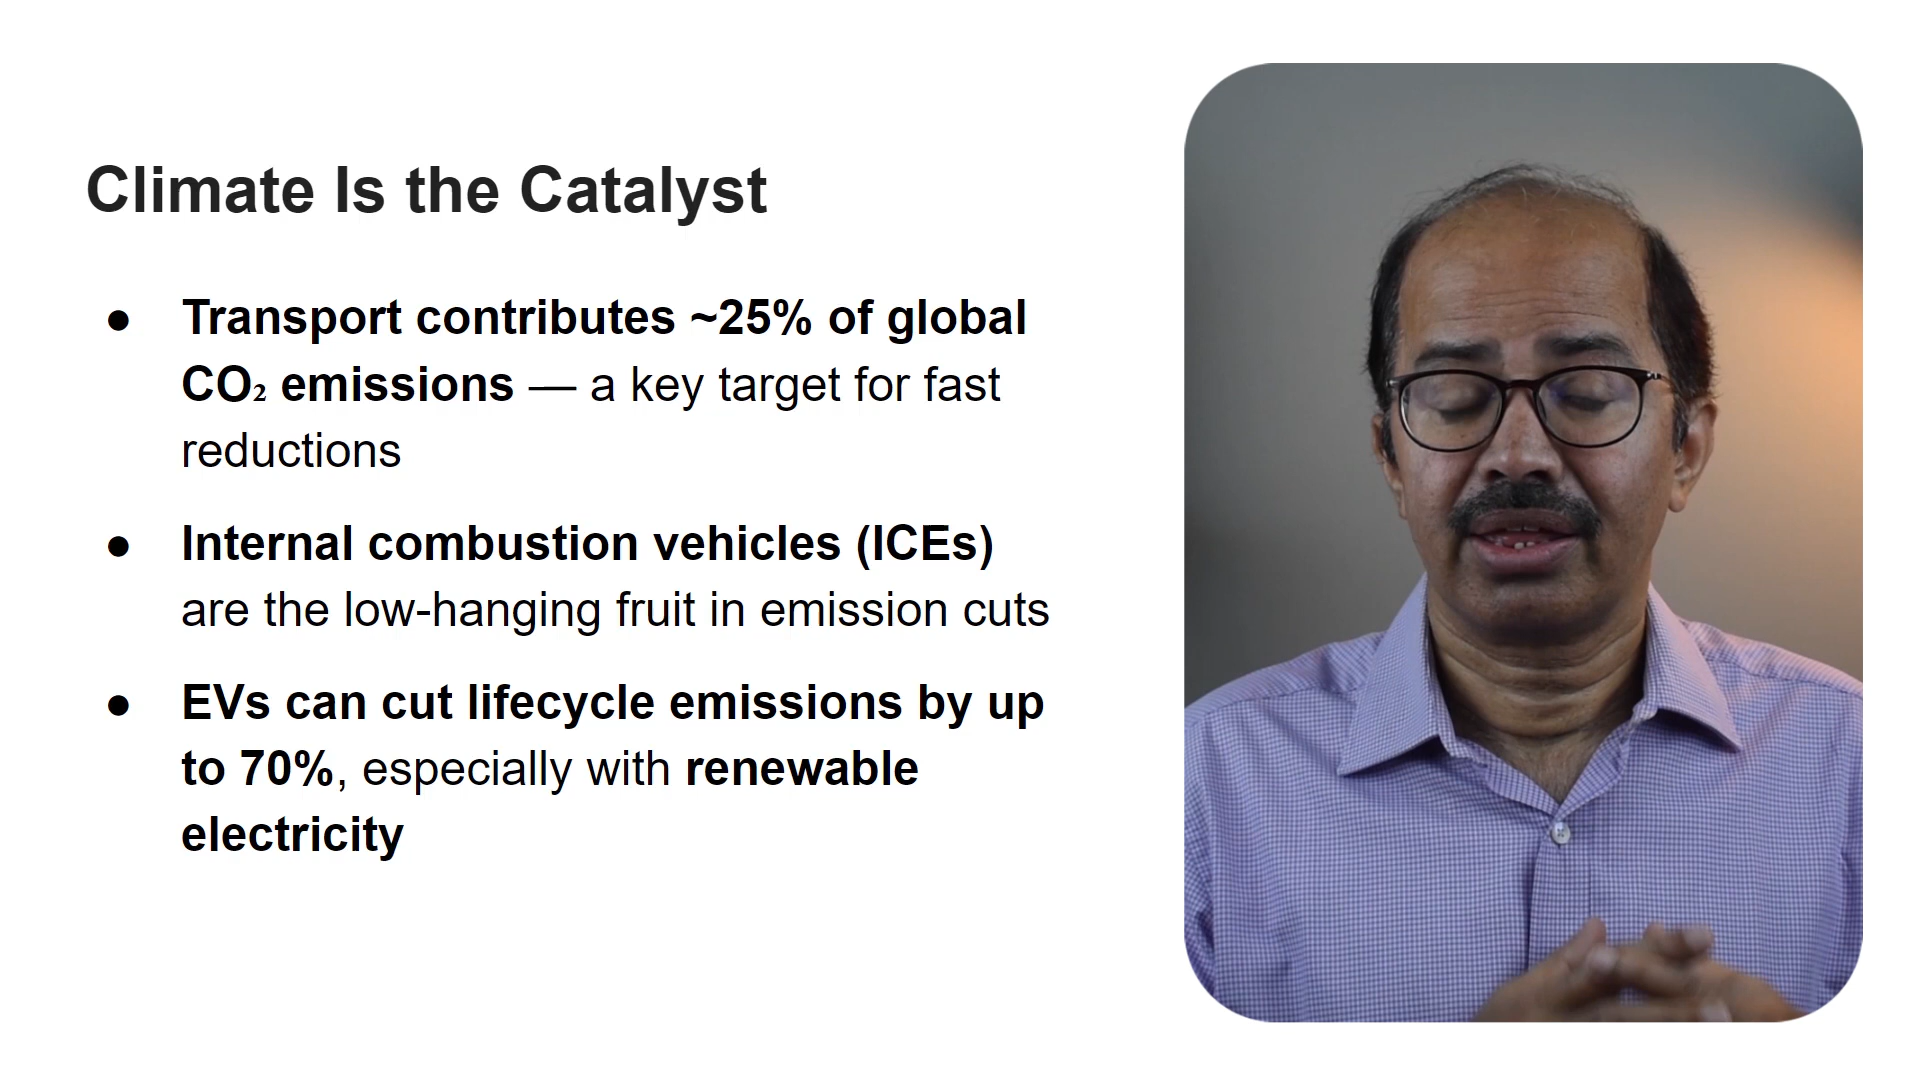 Climate Is the Catalyst
● Transport contributes ~25% of global
CO₂ emissions — a key target for fast
reductions
● Internal combustion vehicles (ICEs)
are the low-hanging fruit in emission cuts
● EVs can cut lifecycle emissions by up
to 70%, especially with renewable
electricity